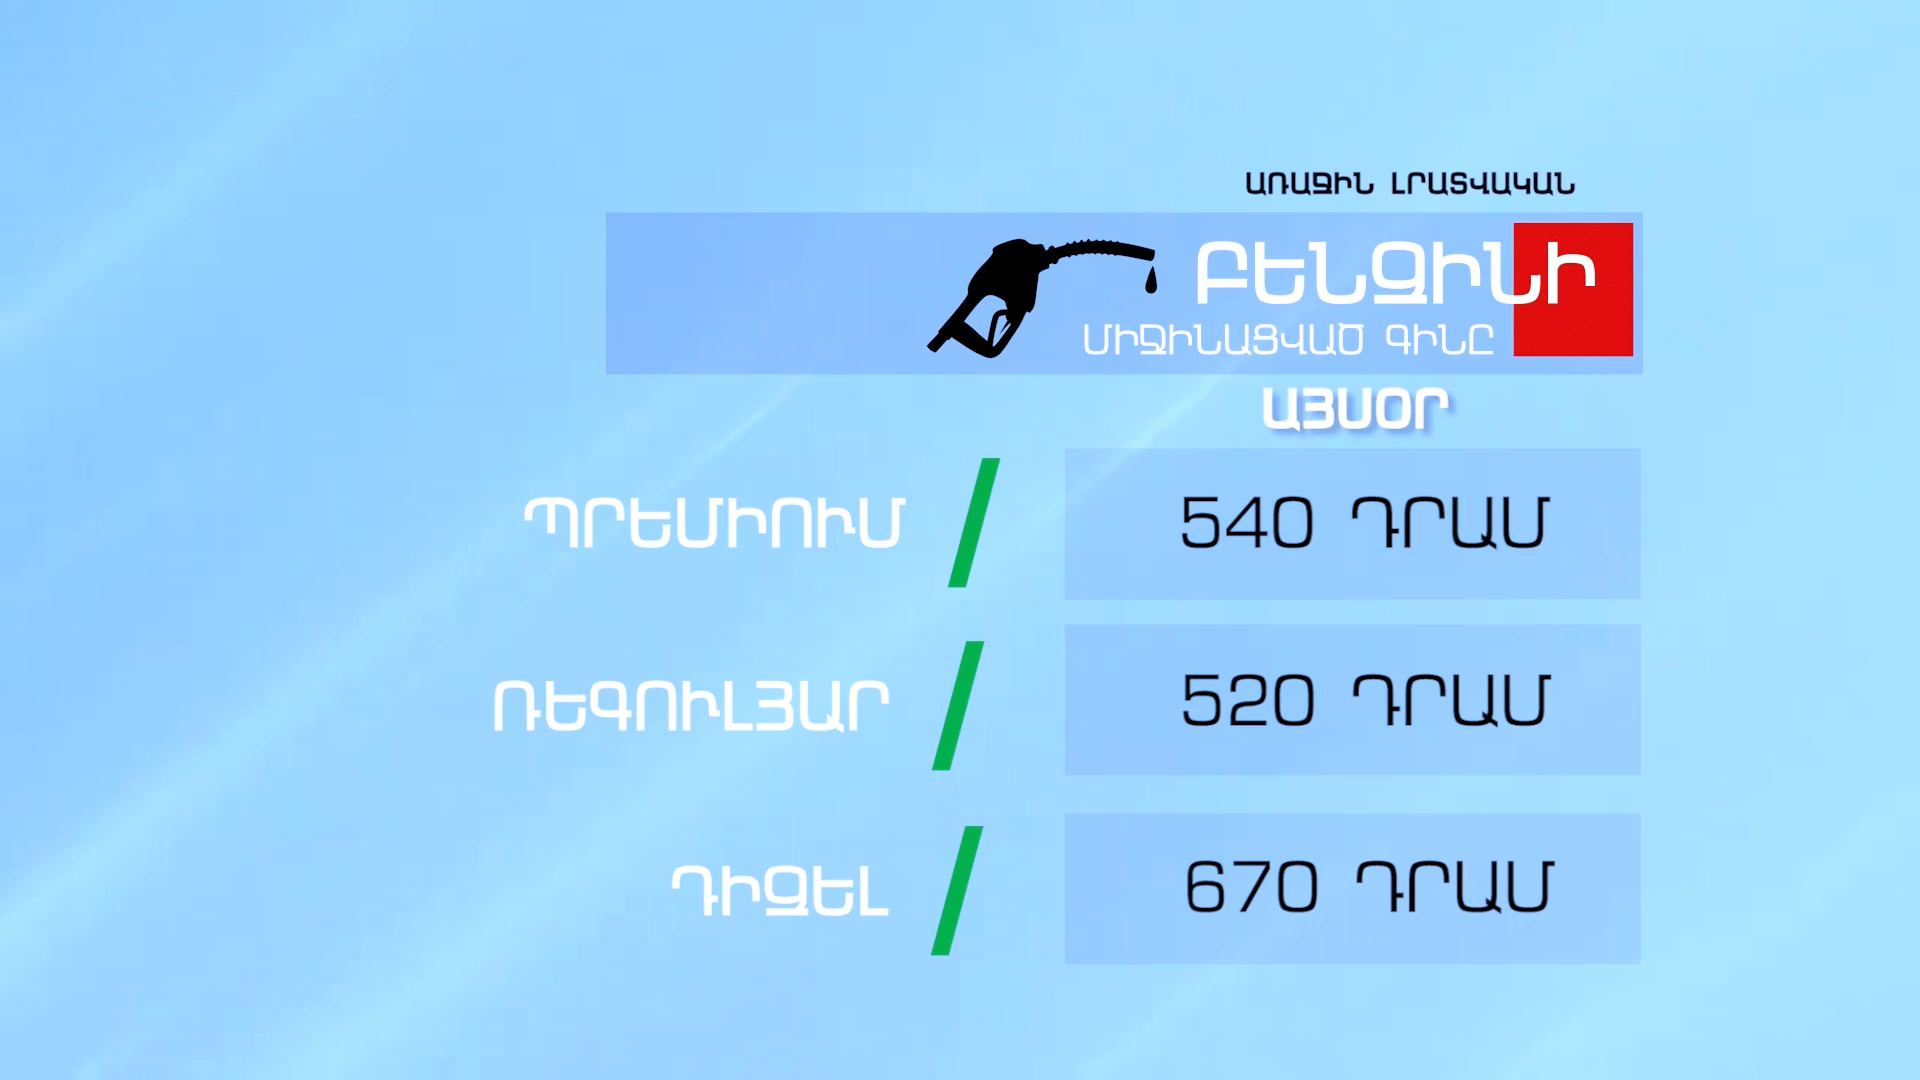 ԱՌԱՋԻՆ ԼՐԱՏՎԱԿԱՆ
ԲԵՆԶԻՆԻ
ՄԻՋԻՆԱՑՎԱԾ ԳԻՆԸ
ԱՅՍՕՐ
ՊՐԵՄԻՈՒՄ / 540 ԴՐԱՄ
ՌԵԳՈՒԼՅԱՐ / 520 ԴՐԱՄ
ԴԻԶԵԼ / 670 ԴՐԱՄ